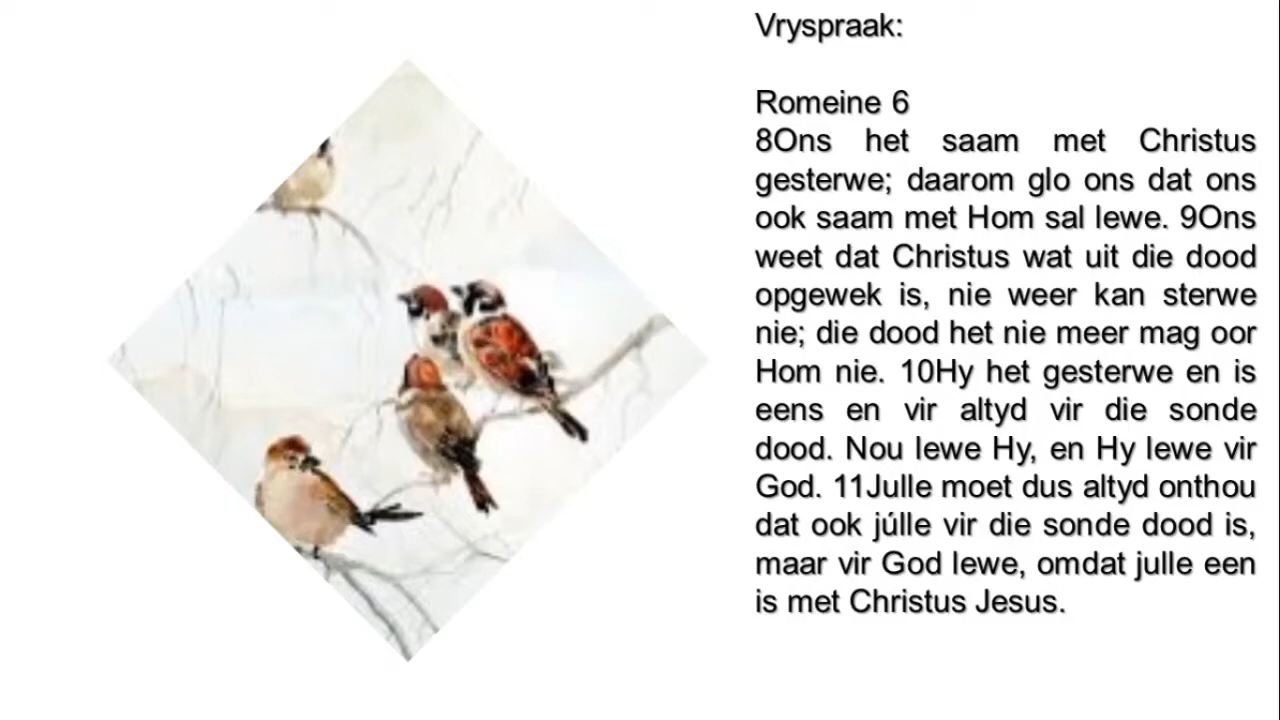 Vryspraak:
Romeine 6
8Ons het saam met Christus
gesterwe; daarom glo ons dat ons
ook saam met Hom sal lewe. 9Ons
weet dat Christus wat uit die dood
opgewek is, nie weer kan sterwe
nie; die dood het nie meer mag oor
Hom nie. 10Hy het gesterwe en is
eens en vir altyd vir die sonde
dood. Nou lewe Hy, en Hy lewe vir
God. 11Julle moet dus altyd onthou
dat ook júlle vir die sonde dood is,
maar vir God lewe, omdat julle een
is met Christus Jesus.